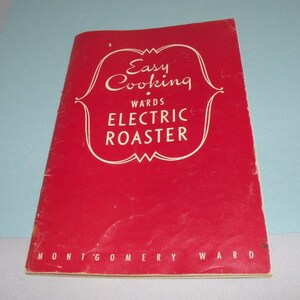 Easy
Cooking
WARDS
ELECTRIC
ROASTER
MONTGOMERY WARD